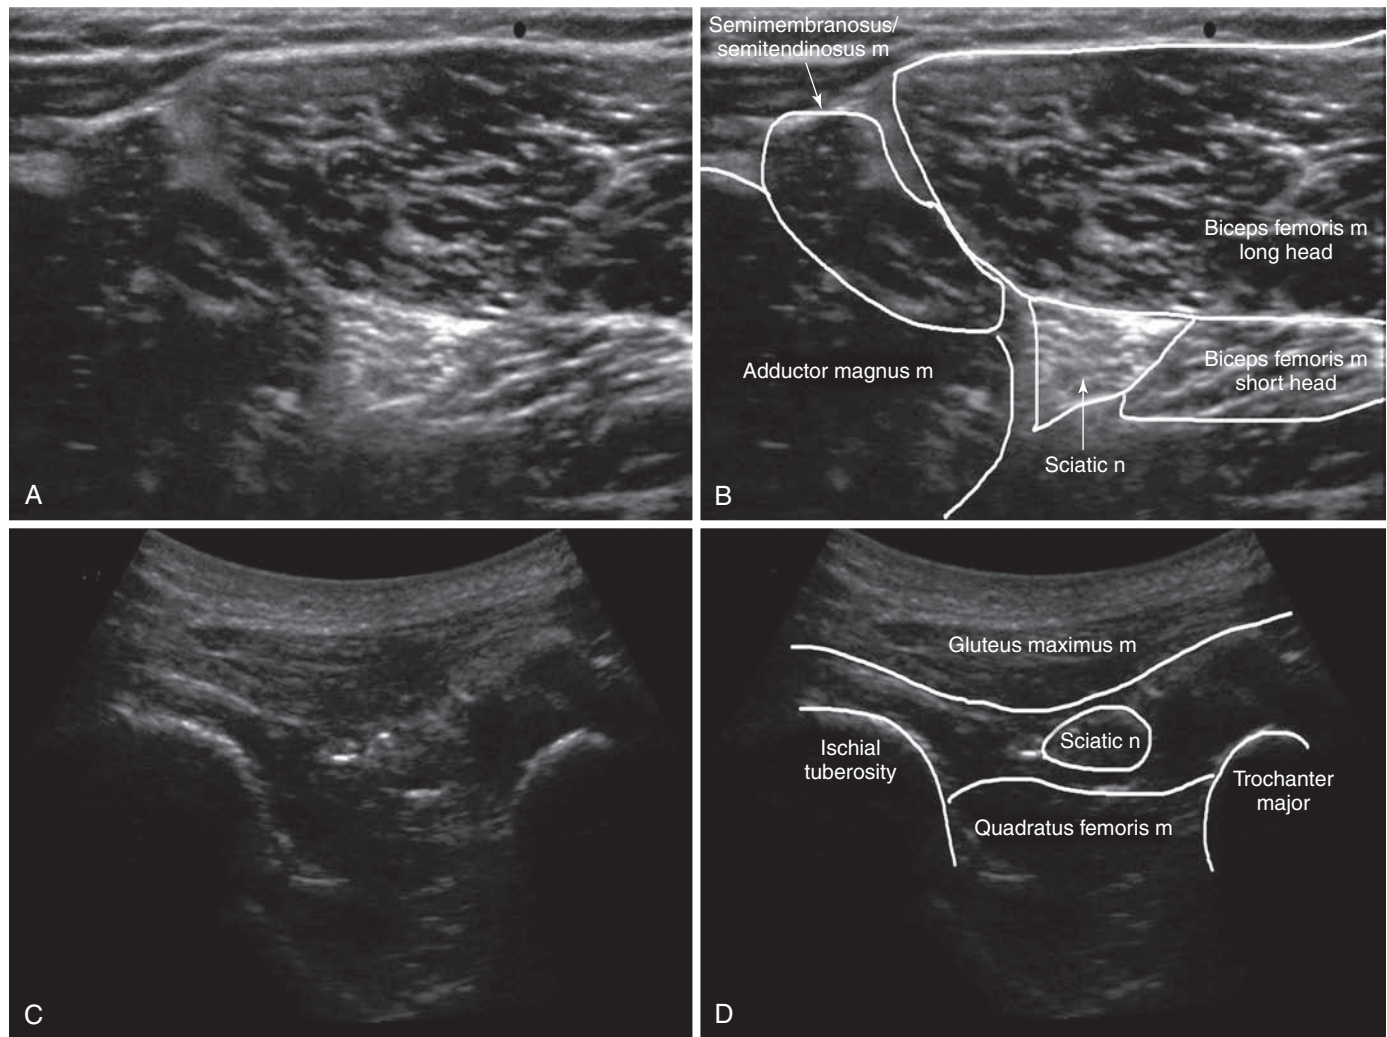 A
Semimembranosus/
semitendinosus m
Biceps femoris m
long head
Adductor magnus m
Biceps femoris m
short head
Sciatic n
B
C
Gluteus maximus m
Ischial
tuberosity
Sciatic n
Trochanter
major
Quadratus femoris m
D